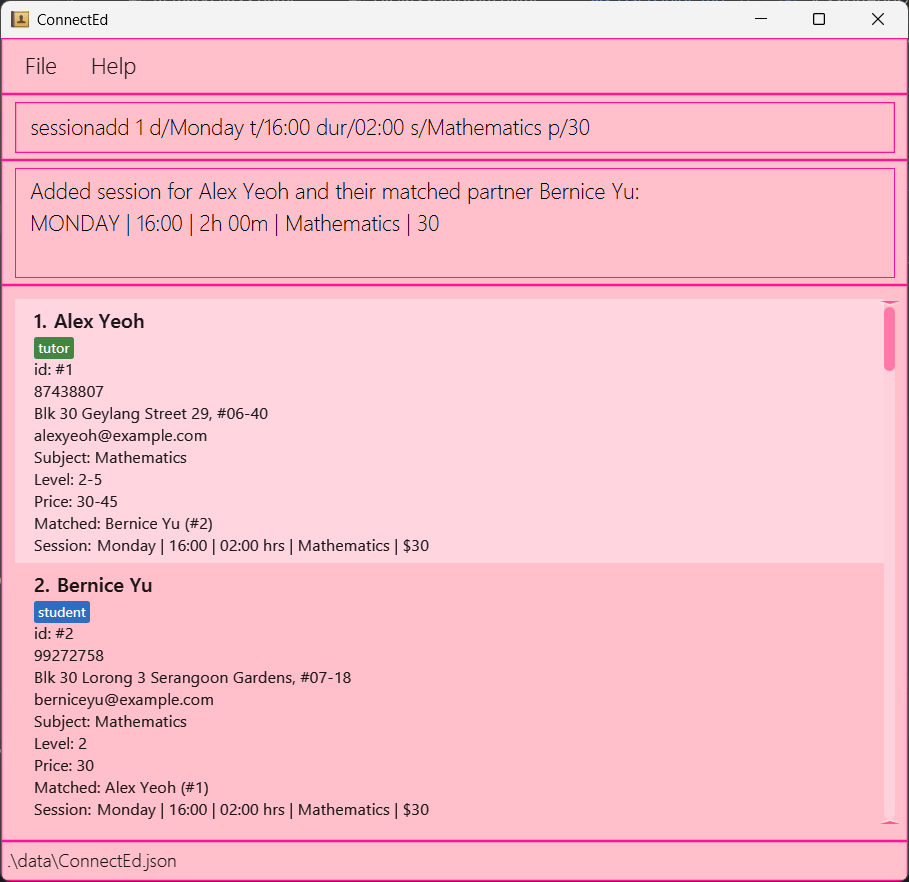 ConnectEd
File Help
sessionadd 1 d/Monday t/16:00 dur/02:00 s/Mathematics p/30
Added session for Alex Yeoh and their matched partner Bernice Yu:
MONDAY | 16:00 | 2h 00m | Mathematics | 30
1. Alex Yeoh
tutor
id: #1
87438807
Blk 30 Geylang Street 29, #06-40
alexyeoh@example.com
Subject: Mathematics
Level: 2-5
Price: 30-45
Matched: Bernice Yu (#2)
Session: Monday | 16:00 | 02:00 hrs | Mathematics | $30
2. Bernice Yu
student
id: #2
99272758
Blk 30 Lorong 3 Serangoon Gardens, #07-18
berniceyu@example.com
Subject: Mathematics
Level: 2
Price: 30
Matched: Alex Yeoh (#1)
Session: Monday | 16:00 | 02:00 hrs | Mathematics | $30
.\data\ConnectEd.json